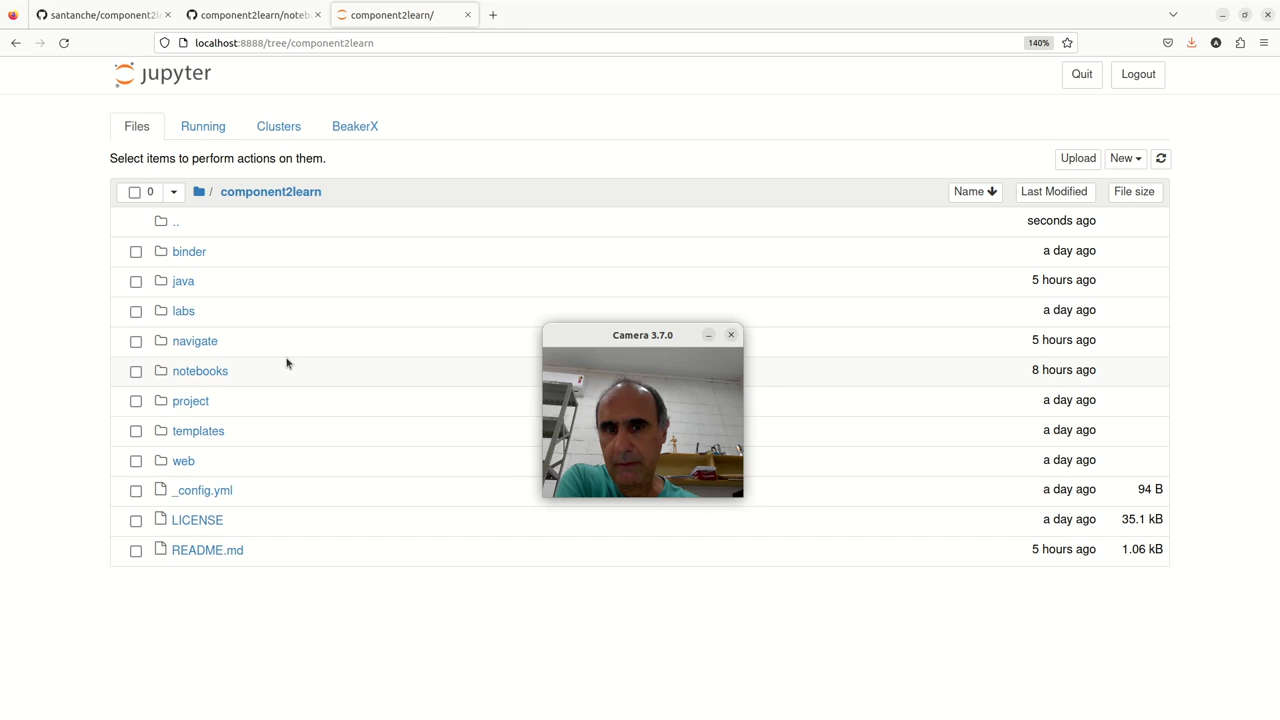 santanche/component2l
component2learn/noteb
component2learn/
localhost:8888/tree/component2learn
140%
jupyter
Quit
Logout
Files
Running
Clusters
BeakerX
Select items to perform actions on them.
Upload
New
0
/ component2learn
Name
Last Modified
File size
..
seconds ago
binder
a day ago
java
5 hours ago
labs
a day ago
navigate
5 hours ago
notebooks
8 hours ago
project
a day ago
templates
a day ago
web
a day ago
_config.yml
a day ago
94 B
LICENSE
a day ago
35.1 kB
README.md
5 hours ago
1.06 kB
Camera 3.7.0